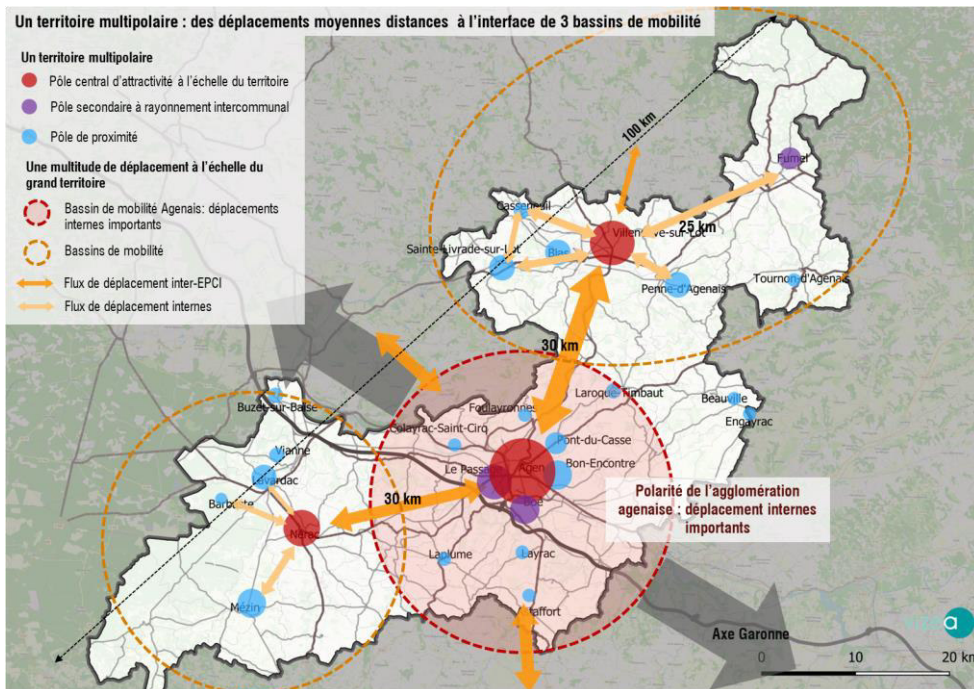 Un territoire multipolaire : des déplacements moyennes distances à l'interface de 3 bassins de mobilité
Un territoire multipolaire
Pôle central d'attractivité à l'échelle du territoire
Pôle secondaire à rayonnement intercommunal
Pôle de proximité
Une multitude de déplacement à l'échelle du
grand territoire
Bassin de mobilité Agenais: déplacements
internes importants
Bassins de mobilité
Flux de déplacement inter-EPCI
Flux de déplacement internes
100 km
Fumel
Casseneuil
Villeneuve-sur-Lot
25 km
Sainte-Livrade-sur-Lot
Penne-d'Agenais
Tournon-d'Agenais
30 km
Buzet-sur-Baïse
Laroque-Timbaut
Beauville
Engayrac
Foulayronnes
Colayrac-Saint-Cirq
Pont-du-Casse
Vianne
Lavardac
Le Passage
Agen
Bon-Encontre
30 km
Boé
Polarité de l'agglomération
agenaise : déplacement internes
importants
Nérac
Laplume
Layrac
Mézin
Axe Garonne
0 10 20 km